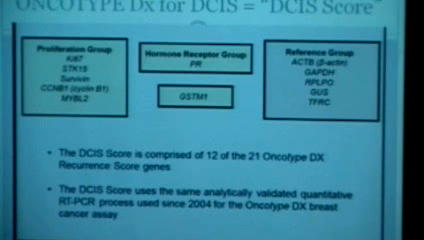 ONCOTYPE Dx for DCIS = "DCIS Score"
Proliferation Group
Ki67
STK15
Survivin
CCNB1 (cyclin B1)
MYBL2
Hormone Receptor Group
PR
GSTM1
Reference Group
ACTB (β-actin)
GAPDH
RPLPO
GUS
TFRC
• The DCIS Score is comprised of 12 of the 21 Oncotype DX
Recurrence Score genes
• The DCIS Score uses the same analytically validated quantitative
RT-PCR process used since 2004 for the Oncotype DX breast
cancer assay